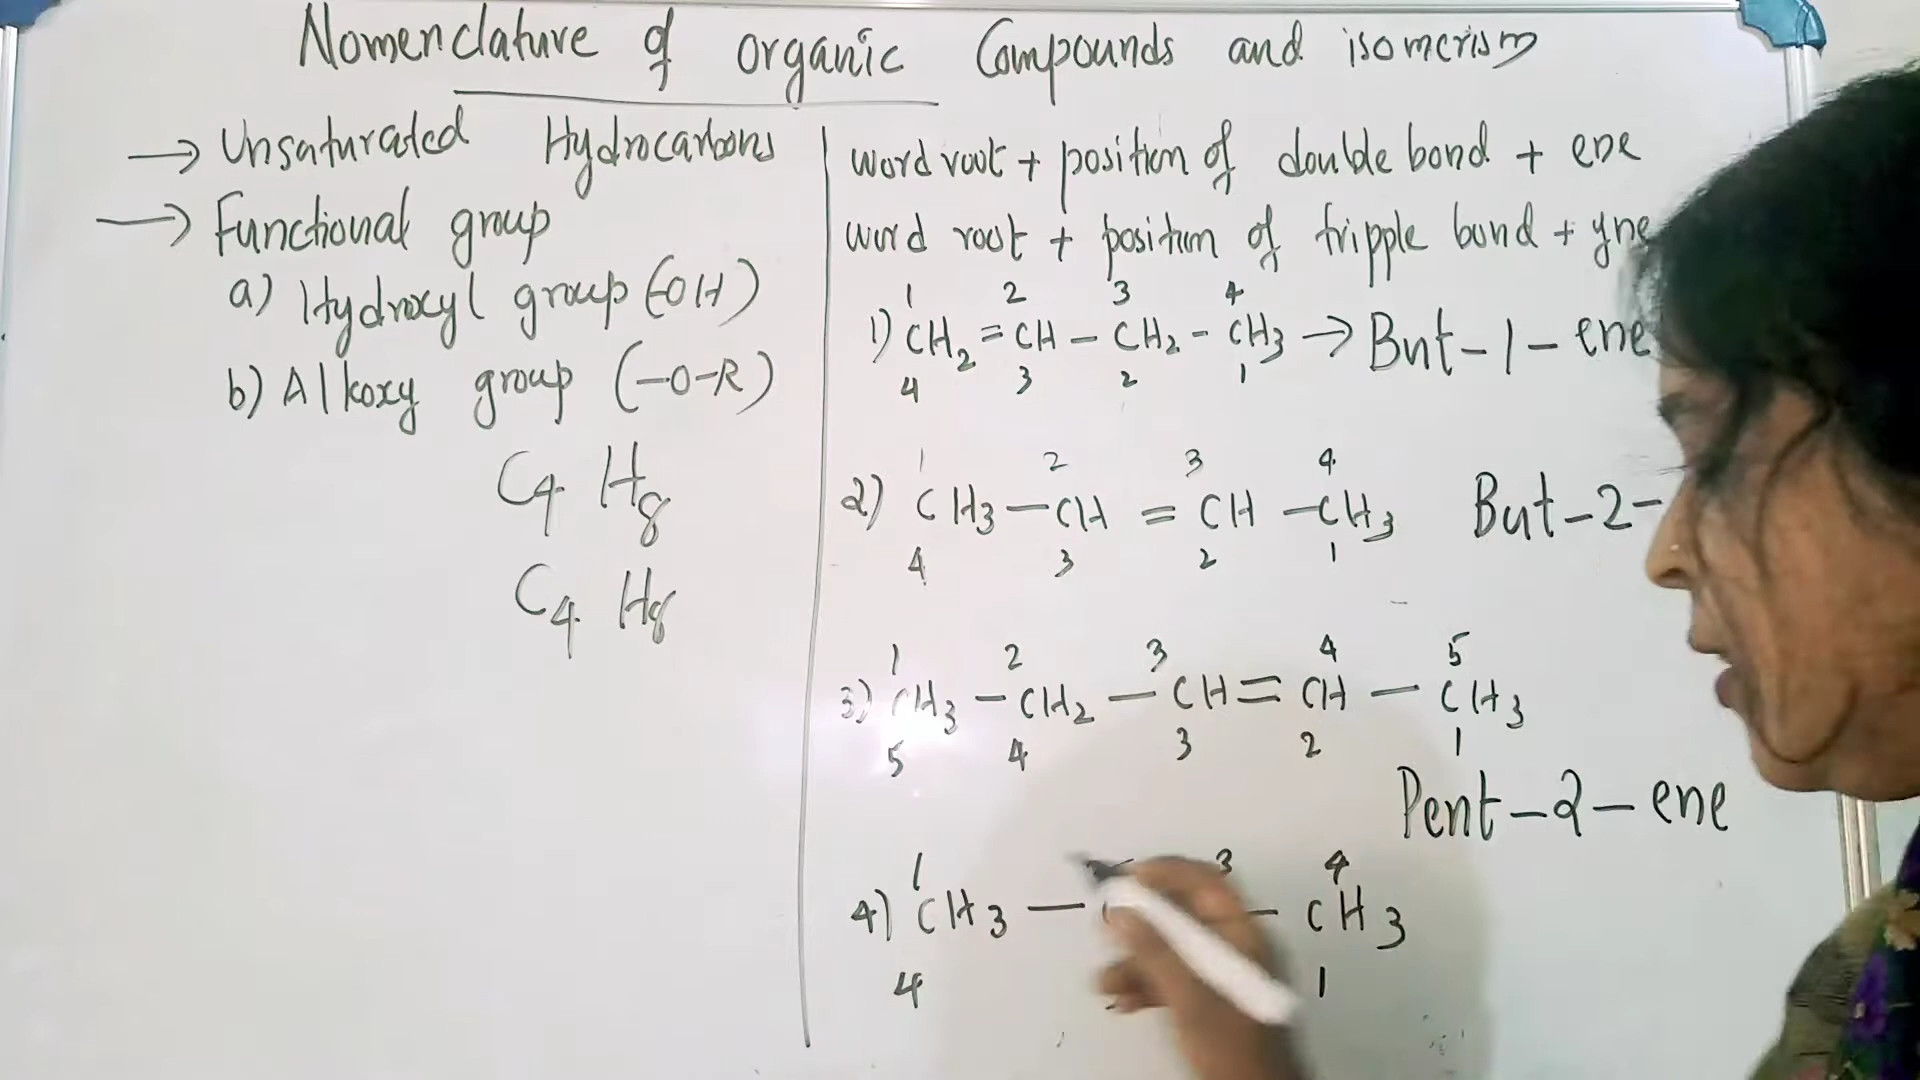 Nomenclature of organic Compounds and isomerism
→ Unsaturated Hydrocarbons
→ Functional group
a) Hydroxyl group (-OH)
b) Alkoxy group (-O-R)
C4 H8
C4 H8
word root + position of double bond + ene
word root + position of tripple bond + yne
1 2 3 4
1) CH2 = CH - CH2 - CH3 → But-1-ene
4 3 2 1
1 2 3 4
2) CH3 - CH = CH - CH3 But-2-
4 3 2 1
1 2 3 4 5
3) CH3 - CH2 - CH = CH - CH3
5 4 3 2 1
Pent-2-ene
1 3 4
4) CH3 - - CH3
4 1